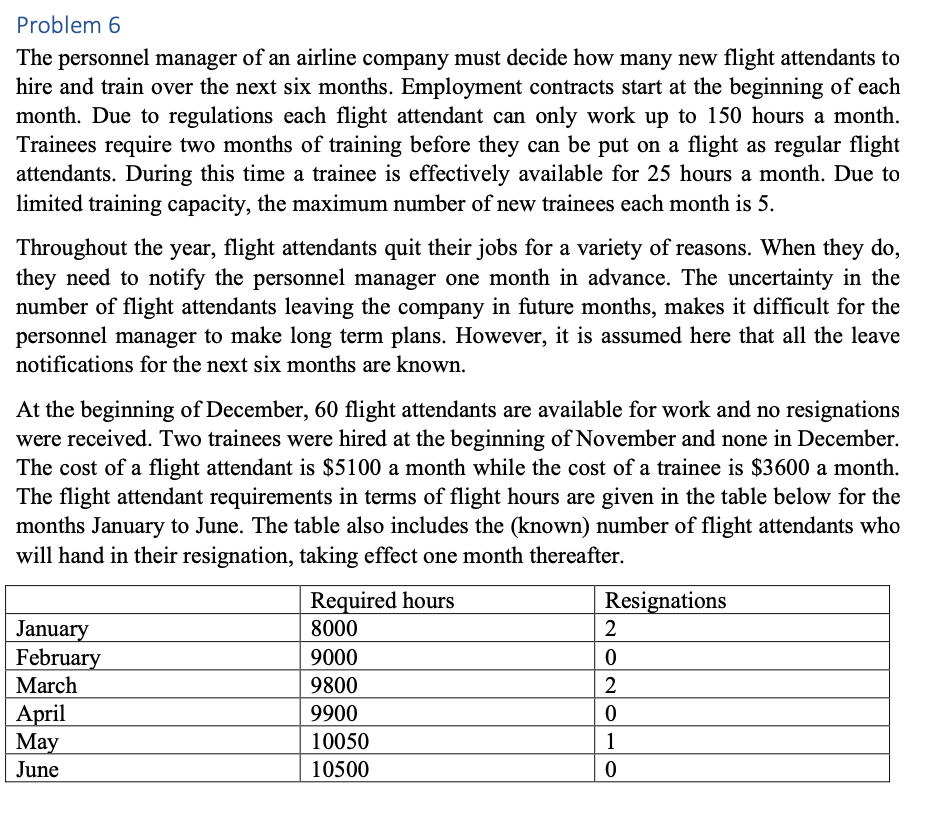 Problem 6
The personnel manager of an airline company must decide how many new flight attendants to
hire and train over the next six months. Employment contracts start at the beginning of each
month. Due to regulations each flight attendant can only work up to 150 hours a month.
Trainees require two months of training before they can be put on a flight as regular flight
attendants. During this time a trainee is effectively available for 25 hours a month. Due to
limited training capacity, the maximum number of new trainees each month is 5.
Throughout the year, flight attendants quit their jobs for a variety of reasons. When they do,
they need to notify the personnel manager one month in advance. The uncertainty in the
number of flight attendants leaving the company in future months, makes it difficult for the
personnel manager to make long term plans. However, it is assumed here that all the leave
notifications for the next six months are known.
At the beginning of December, 60 flight attendants are available for work and no resignations
were received. Two trainees were hired at the beginning of November and none in December.
The cost of a flight attendant is $5100 a month while the cost of a trainee is $3600 a month.
The flight attendant requirements in terms of flight hours are given in the table below for the
months January to June. The table also includes the (known) number of flight attendants who
will hand in their resignation, taking effect one month thereafter.
Required hours Resignations
January 8000 2
February 9000 0
March 9800 2
April 9900 0
May 10050 1
June 10500 0